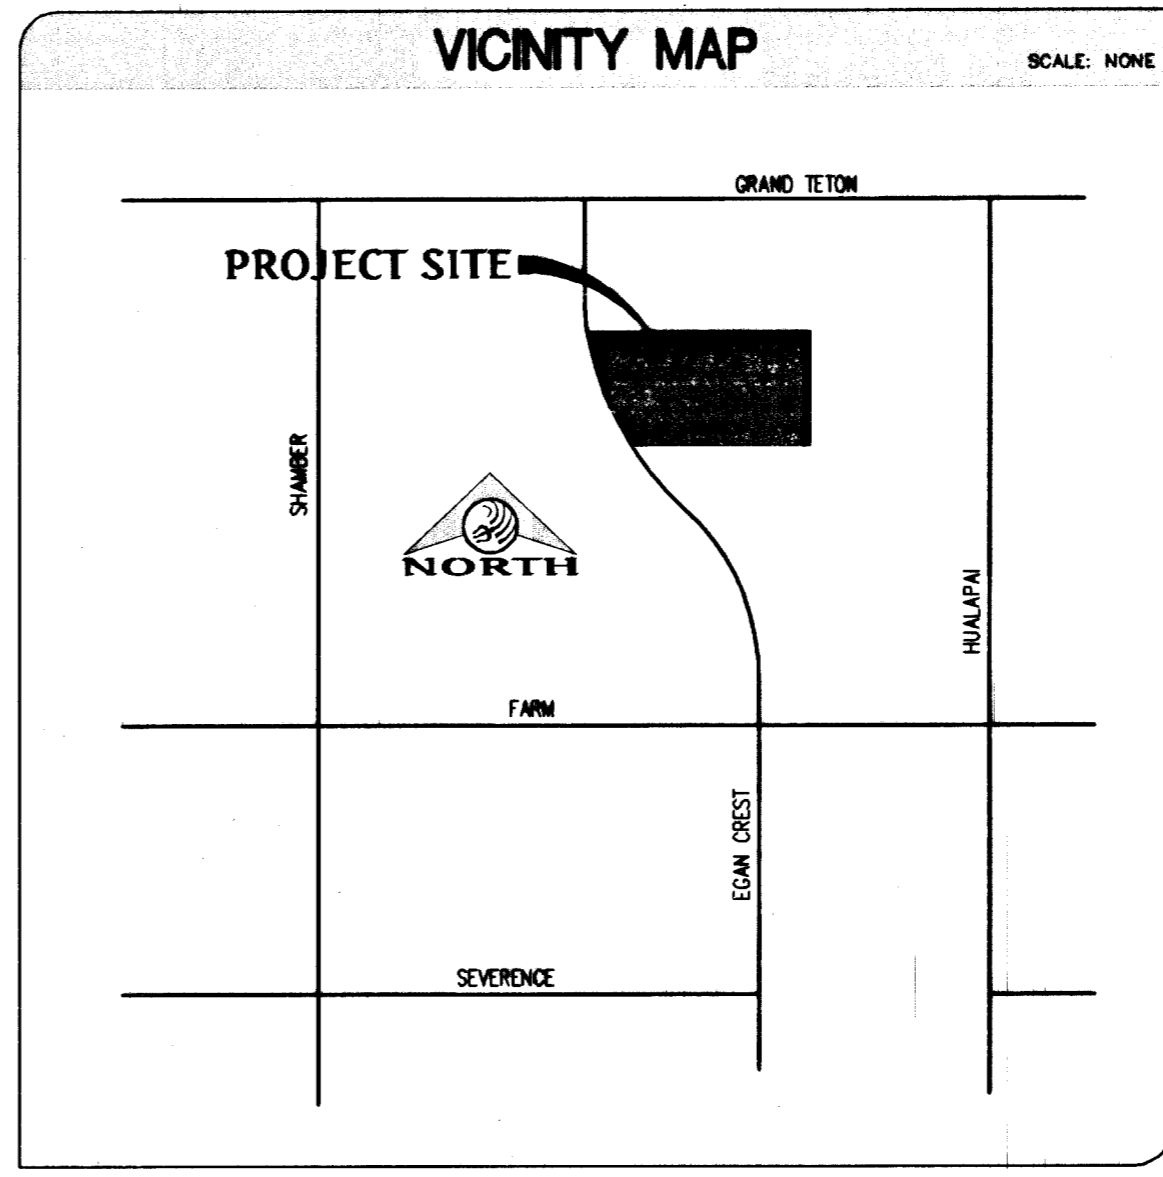 VICINITY MAP
SCALE: NONE
GRAND TETON
PROJECT SITE
SHAMBER
NORTH
HUALAPAI
FARM
EGAN CREST
SEVERENCE